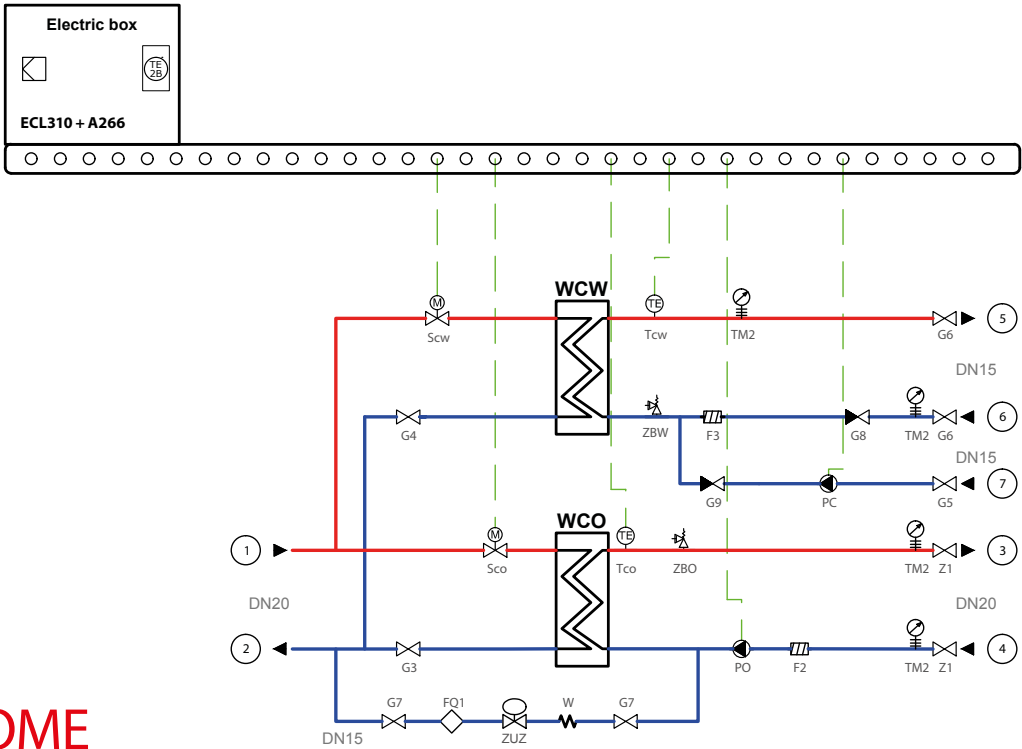 Electric box
TE
2B
ECL310 + A266
WCW
M
TE
Scw
Tcw
TM2
G6
5
DN15
G4
ZBW
F3
G8
TM2
G6
6
DN15
G9
PC
G5
7
WCO
M
TE
1
Sco
Tco
ZBO
TM2
Z1
3
DN20
DN20
2
G3
PO
F2
TM2
Z1
4
G7
FQ1
W
G7
DN15
ZUZ
OME